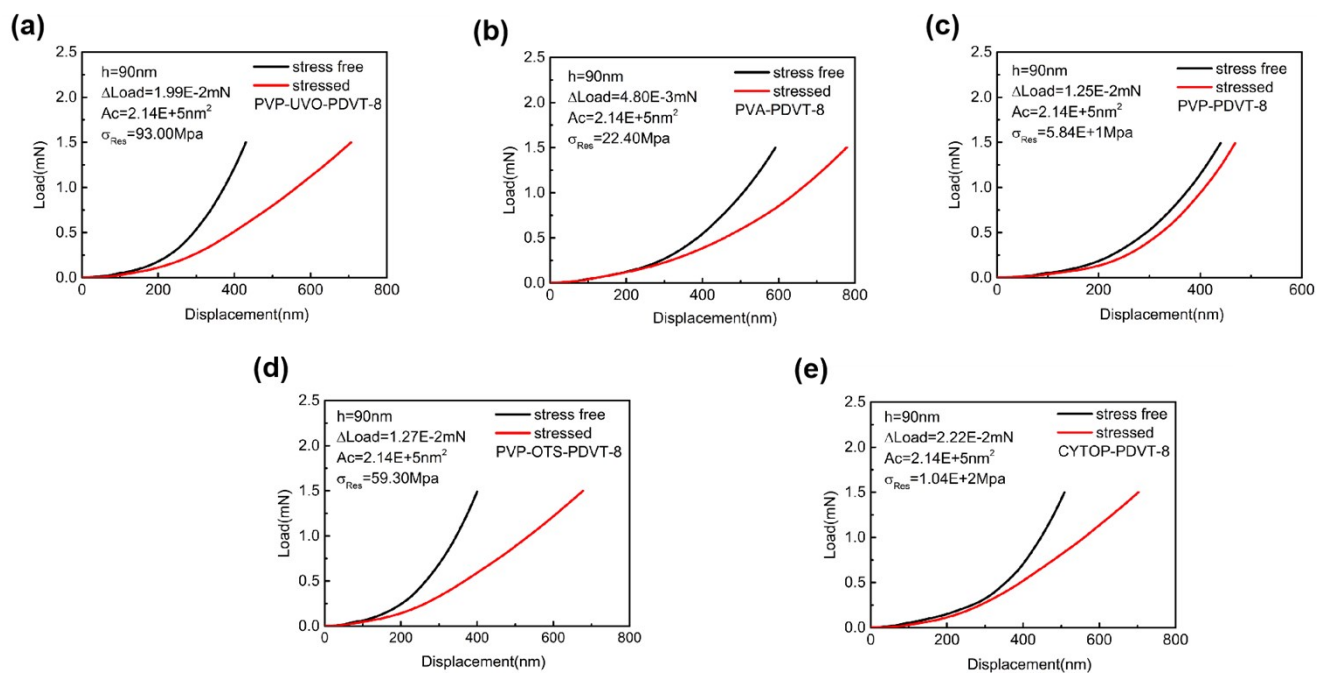 (a)
2.5
2.0
1.5
1.0
0.5
0.0
Load(mN)
h=90nm
ΔLoad=1.99E-2mN
Ac=2.14E+5nm²
σRes=93.00Mpa
stress free
stressed
PVP-UVO-PDVT-8
0 200 400 600 800
Displacement(nm)
(b)
2.5
2.0
1.5
1.0
0.5
0.0
Load(mN)
h=90nm
ΔLoad=4.80E-3mN
Ac=2.14E+5nm²
σRes=22.40Mpa
stress free
stressed
PVA-PDVT-8
0 200 400 600 800
Displacement(nm)
(c)
2.5
2.0
1.5
1.0
0.5
0.0
Load(mN)
h=90nm
ΔLoad=1.25E-2mN
Ac=2.14E+5nm²
σRes=5.84E+1Mpa
stress free
stressed
PVP-PDVT-8
0 200 400 600
Displacement(nm)
(d)
2.5
2.0
1.5
1.0
0.5
0.0
Load(mN)
h=90nm
ΔLoad=1.27E-2mN
Ac=2.14E+5nm²
σRes=59.30Mpa
stress free
stressed
PVP-OTS-PDVT-8
0 200 400 600 800
Displacement(nm)
(e)
2.5
2.0
1.5
1.0
0.5
0.0
Load(mN)
h=90nm
ΔLoad=2.22E-2mN
Ac=2.14E+5nm²
σRes=1.04E+2Mpa
stress free
stressed
CYTOP-PDVT-8
0 200 400 600 800
Displacement(nm)